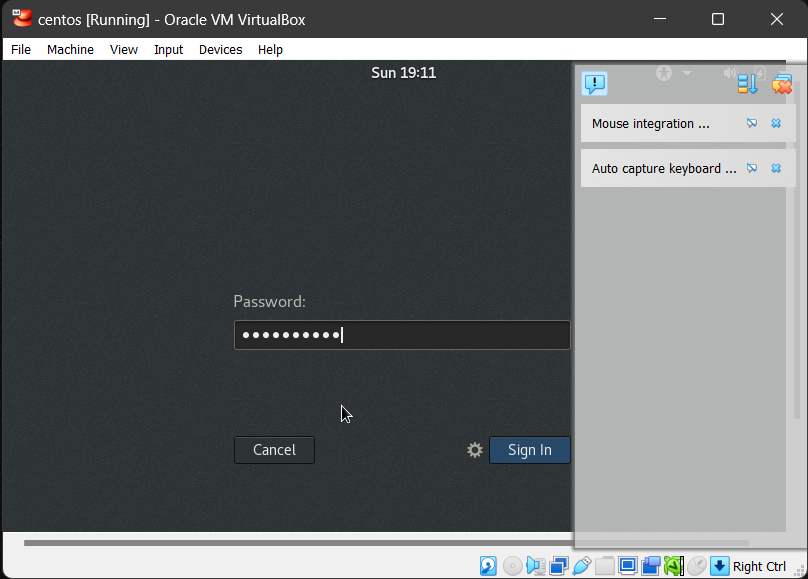 centos [Running] - Oracle VM VirtualBox
File Machine View Input Devices Help
Sun 19:11
Mouse integration ...
Auto capture keyboard ...
Password:
Cancel
Sign In
Right Ctrl